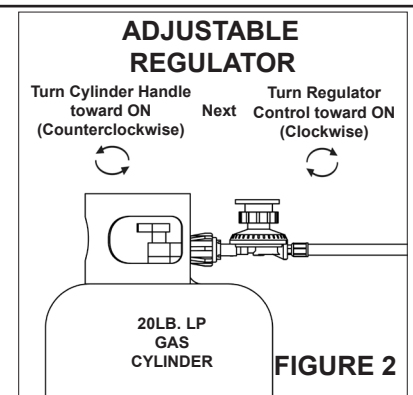 ADJUSTABLE
REGULATOR
Turn Cylinder Handle
toward ON
(Counterclockwise)
Next
Turn Regulator
Control toward ON
(Clockwise)
20LB. LP
GAS
CYLINDER
FIGURE 2